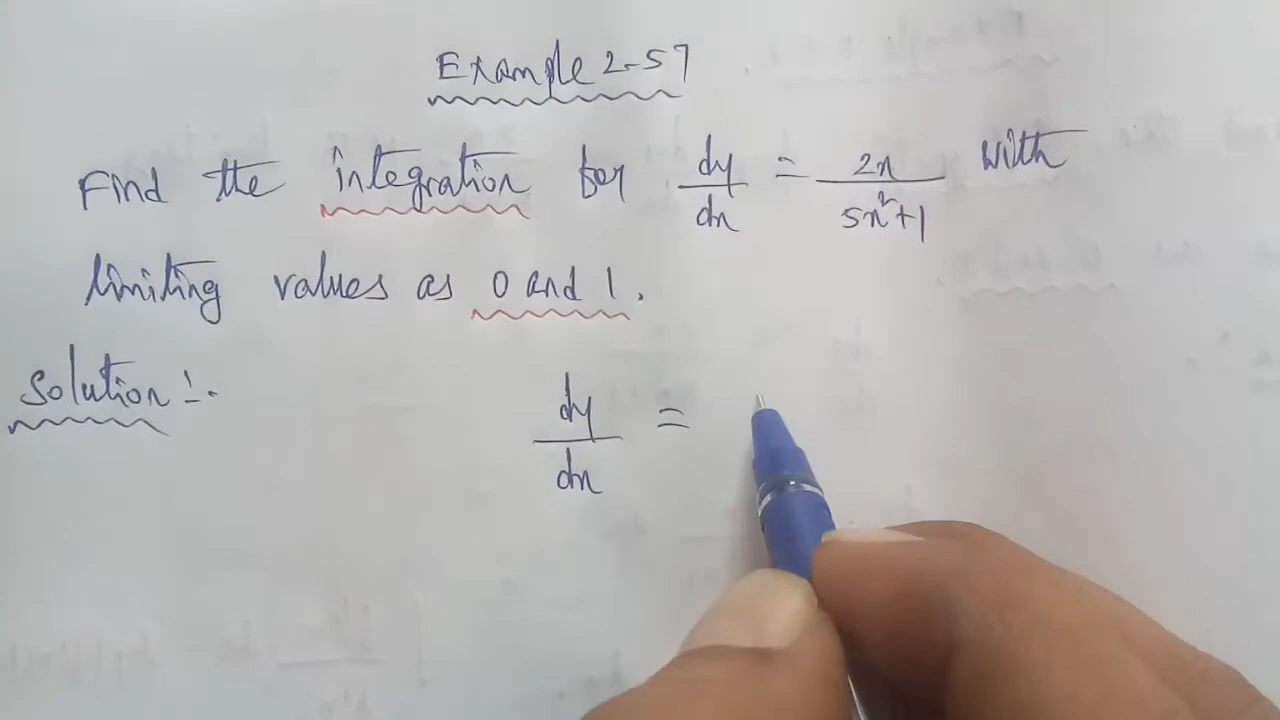 Example 2.57
Find the integration for dy/dx = 2x/5x²+1 with
limiting values as 0 and 1.
Solution:-
dy/dx =